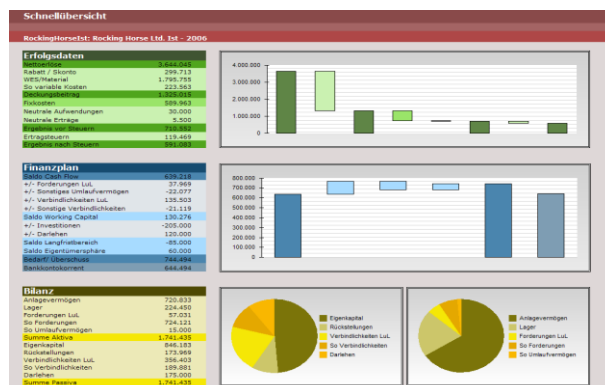 Schnellübersicht
RockingHorseIst: Rocking Horse Ltd. Ist - 2006
Erfolgsdaten
Nettoerlöse 3.644.045
Rabatt / Skonto 299.713
WES/Material 1.795.755
So variable Kosten 223.563
Deckungsbeitrag 1.325.015
Fixkosten 589.963
Neutrale Aufwendungen 30.000
Neutrale Erträge 5.500
Ergebnis vor Steuern 710.552
Ertragsteuern 119.469
Ergebnis nach Steuern 591.083
4.000.000
3.000.000
2.000.000
1.000.000
0
Finanzplan
Saldo Cash Flow 639.218
+/- Forderungen LuL 37.969
+/- Sonstiges Umlaufvermögen -22.077
+/- Verbindlichkeiten LuL 135.503
+/- Sonstige Verbindlichkeiten -21.119
Saldo Working Capital 130.276
+/- Investitionen -205.000
+/- Darlehen 120.000
Saldo Langfristbereich -85.000
Saldo Eigentümersphäre 60.000
Bedarf/ Überschuss 744.494
Bankkontokorrent 644.494
800.000
700.000
600.000
500.000
400.000
300.000
200.000
100.000
0
Bilanz
Anlagevermögen 720.833
Lager 224.450
Forderungen LuL 57.031
So Forderungen 724.121
So Umlaufvermögen 15.000
Summe Aktiva 1.741.435
Eigenkapital 846.183
Rückstellungen 173.969
Verbindlichkeiten LuL 356.403
So Verbindlichkeiten 189.881
Darlehen 175.000
Summe Passiva 1.741.435
Eigenkapital
Rückstellungen
Verbindlichkeiten LuL
So Verbindlichkeiten
Darlehen
Anlagevermögen
Lager
Forderungen LuL
So Forderungen
So Umlaufvermögen